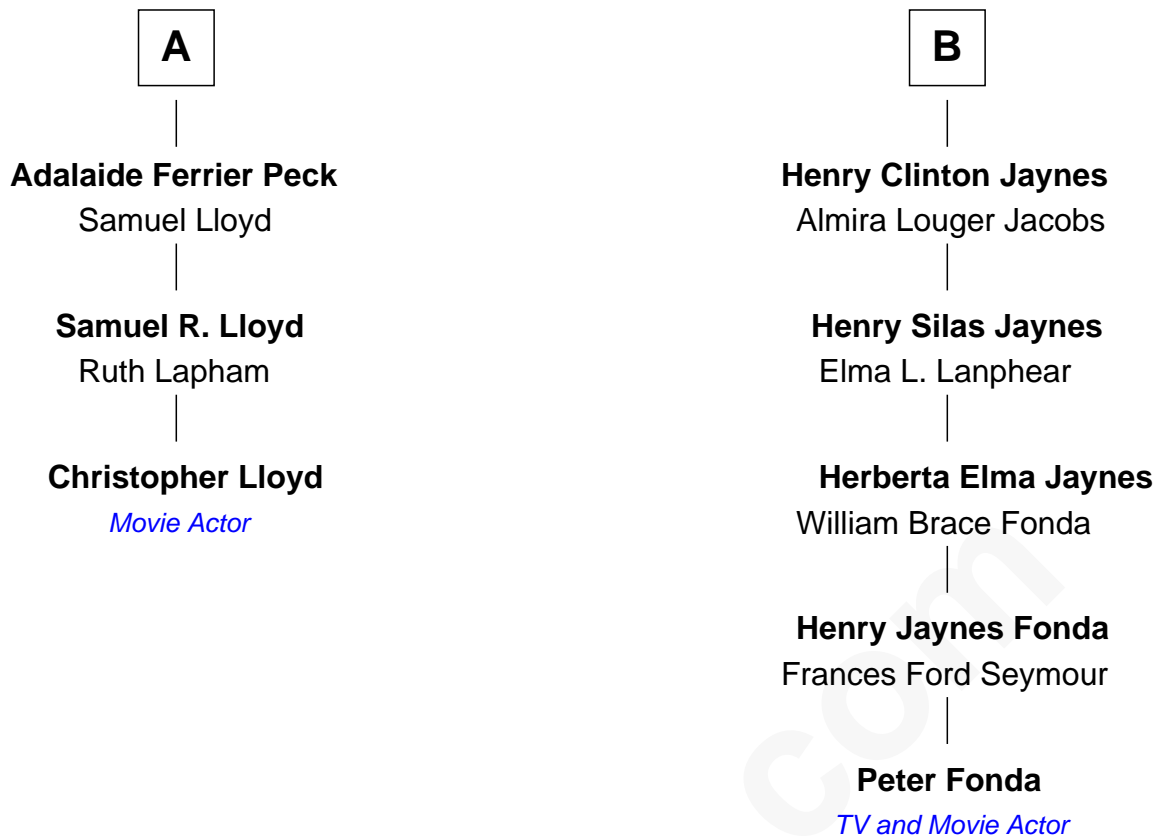 A
Adalaide Ferrier Peck
Samuel Lloyd
Samuel R. Lloyd
Ruth Lapham
Christopher Lloyd
Movie Actor
B
Henry Clinton Jaynes
Almira Louger Jacobs
Henry Silas Jaynes
Elma L. Lanphear
Herberta Elma Jaynes
William Brace Fonda
Henry Jaynes Fonda
Frances Ford Seymour
Peter Fonda
TV and Movie Actor
com